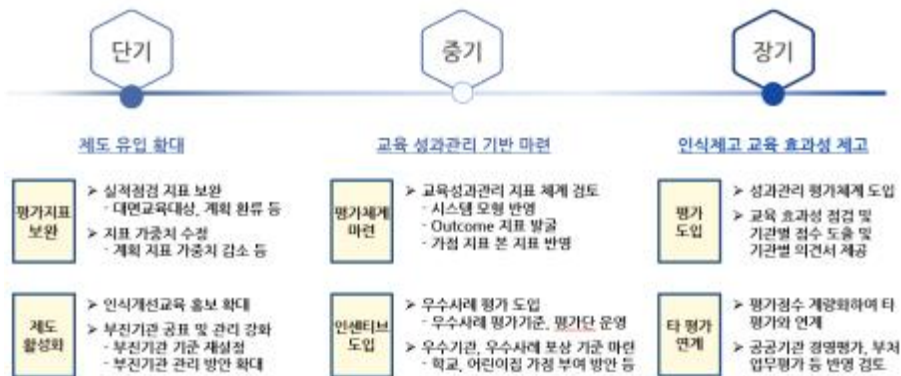 단기
중기
장기
제도 유입 확대
교육 성과관리 기반 마련
인식제고 교육 효과성 제고
평가지표
보완
➢ 실적점검 지표 보완
- 대면교육대상, 계획 환류 등
➢ 지표 가중치 수정
- 계획 지표 가중치 감소 등
평가체계
마련
➢ 교육성과관리 지표 체계 검토
- 시스템 모형 반영
- Outcome 지표 발굴
- 가점 지표 본 지표 반영
평가
도입
➢ 성과관리 평가체계 도입
➢ 교육 효과성 점검 및
기관별 점수 도출 및
기관별 의견서 제공
제도
활성화
➢ 인식개선교육 홍보 확대
➢ 부진기관 공표 및 관리 강화
- 부진기관 기준 재설정
- 부진기관 관리 방안 확대
인센티브
도입
➢ 우수사례 평가 도입
- 우수사례 평가기준, 평가단 운영
➢ 우수기관, 우수사례 포상 기준 마련
- 학교, 어린이집 가점 부여 방안 등
타 평가
연계
➢ 평가점수 계량화하여 타
평가와 연계
➢ 공공기관 경영평가, 부처
업무평가 등 반영 검토